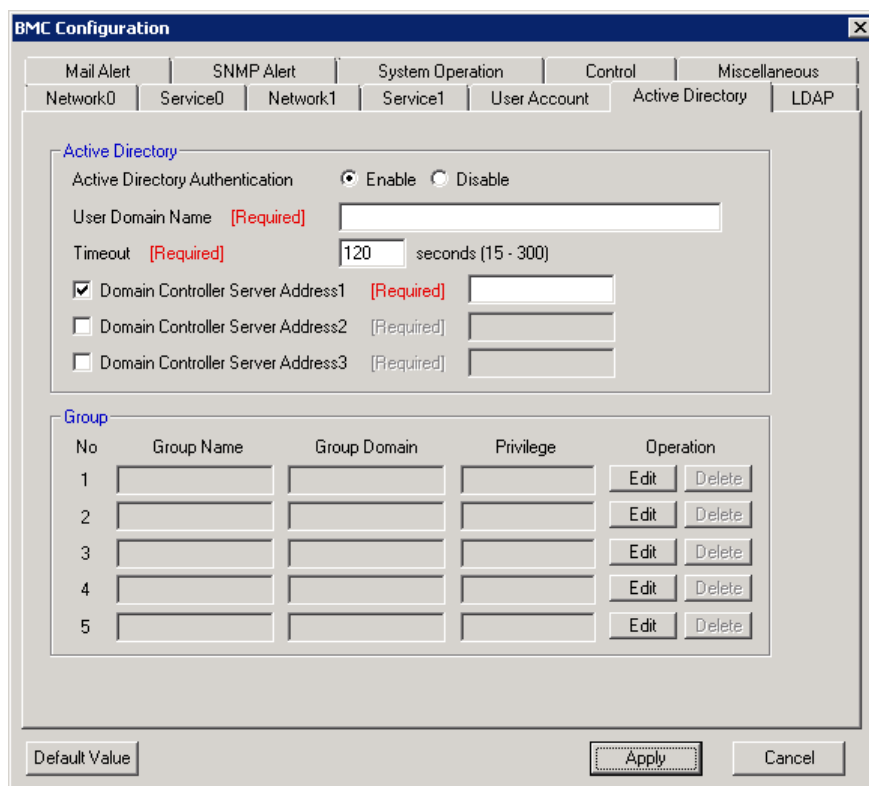 BMC Configuration
Mail Alert SNMP Alert System Operation Control Miscellaneous
Network0 Service0 Network1 Service1 User Account Active Directory LDAP
Active Directory
Active Directory Authentication Enable Disable
User Domain Name [Required]
Timeout [Required] 120 seconds (15 - 300)
Domain Controller Server Address1 [Required]
Domain Controller Server Address2 [Required]
Domain Controller Server Address3 [Required]
Group
No Group Name Group Domain Privilege Operation
1 Edit Delete
2 Edit Delete
3 Edit Delete
4 Edit Delete
5 Edit Delete
Default Value Apply Cancel